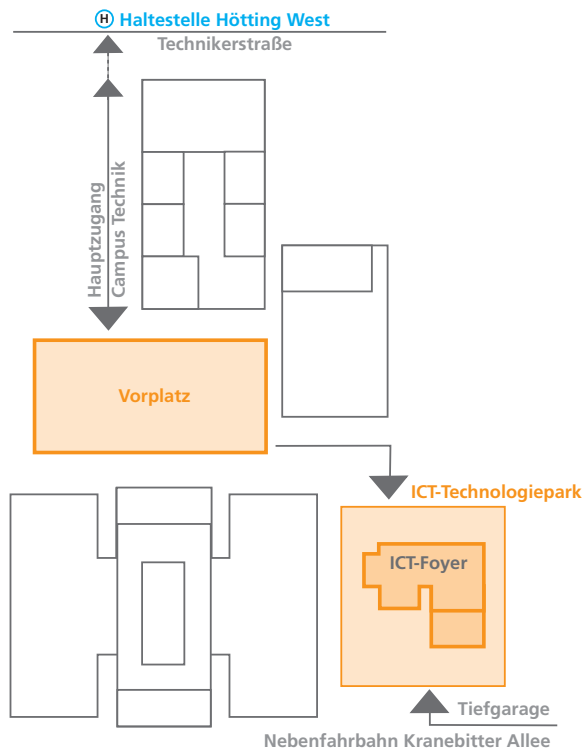 H Haltestelle Hötting West
Technikerstraße
Hauptzugang
Campus Technik
Vorplatz
ICT-Technologiepark
ICT-Foyer
Tiefgarage
Nebenfahrbahn Kranebitter Allee